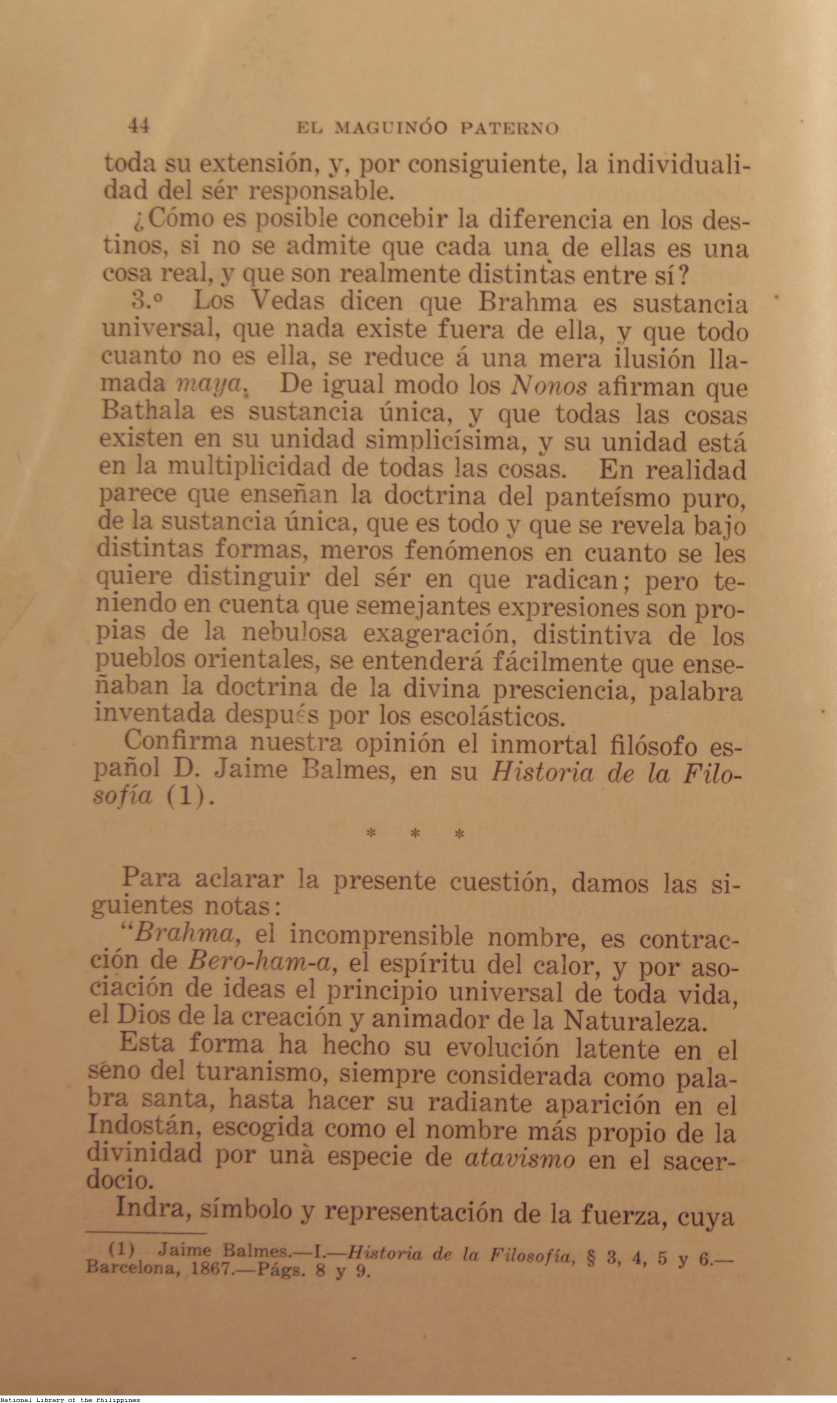 44 EL MAGUINÓO PATERNO
toda su extensión, y, por consiguiente, la individuali-
dad del sér responsable.
¿Cómo es posible concebir la diferencia en los des-
tinos, si no se admite que cada una de ellas es una
cosa real, y que son realmente distintas entre sí?
3.º Los Vedas dicen que Brahma es sustancia
universal, que nada existe fuera de ella, y que todo
cuanto no es ella, se reduce á una mera ilusión lla-
mada maya. De igual modo los Nonos afirman que
Bathala es sustancia única, y que todas las cosas
existen en su unidad simplicísima, y su unidad está
en la multiplicidad de todas las cosas. En realidad
parece que enseñan la doctrina del panteísmo puro,
de la sustancia única, que es todo y que se revela bajo
distintas formas, meros fenómenos en cuanto se les
quiere distinguir del sér en que radican; pero te-
niendo en cuenta que semejantes expresiones son pro-
pias de la nebulosa exageración, distintiva de los
pueblos orientales, se entenderá fácilmente que ense-
ñaban la doctrina de la divina presciencia, palabra
inventada después por los escolásticos.
Confirma nuestra opinión el inmortal filósofo es-
pañol D. Jaime Balmes, en su Historia de la Filo-
sofía (1).
* * *
Para aclarar la presente cuestión, damos las si-
guientes notas:
"Brahma, el incomprensible nombre, es contrac-
ción de Bero-ham-a, el espíritu del calor, y por aso-
ciación de ideas el principio universal de toda vida,
el Dios de la creación y animador de la Naturaleza.
Esta forma ha hecho su evolución latente en el
seno del turanismo, siempre considerada como pala-
bra santa, hasta hacer su radiante aparición en el
Indostán, escogida como el nombre más propio de la
divinidad por una especie de atavismo en el sacer-
docio.
Indra, símbolo y representación de la fuerza, cuya
(1) Jaime Balmes.—I.—Historia de la Filosofía, § 3, 4, 5 y 6.—
Barcelona, 1867.—Págs. 8 y 9.
National Library of the Philippines